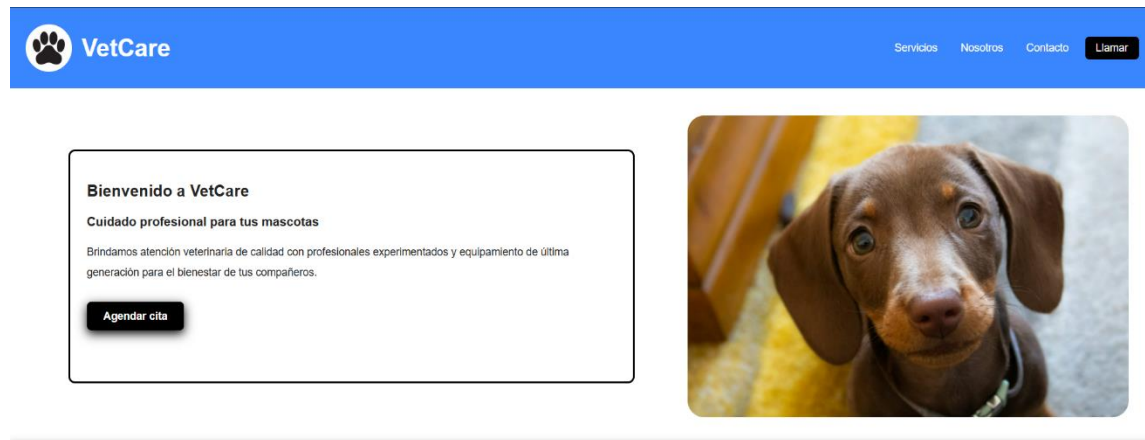 VetCare
Servicios
Nosotros
Contacto
Llamar
Bienvenido a VetCare
Cuidado profesional para tus mascotas
Brindamos atención veterinaria de calidad con profesionales experimentados y equipamiento de última
generación para el bienestar de tus compañeros.
Agendar cita